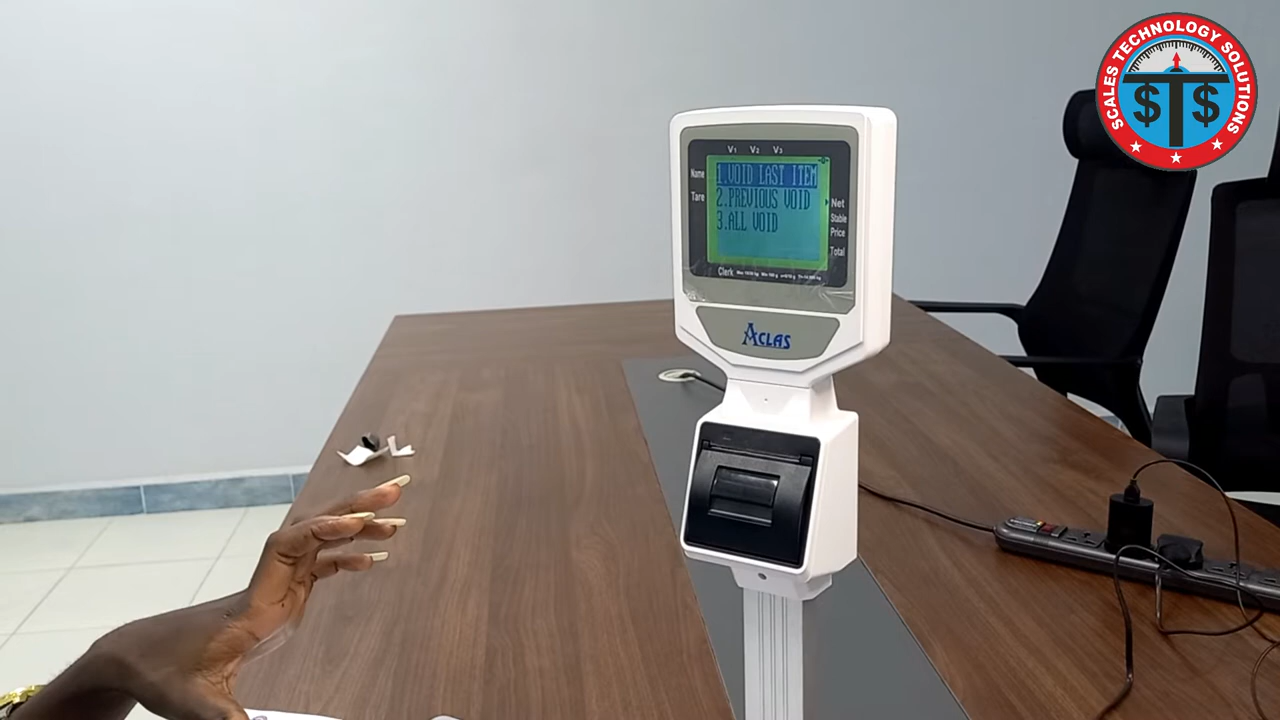 SCALES TECHNOLOGY SOLUTIONS
$ T $
V1 V2 V3
Name
Tare
1.VOID LAST ITEM
2.PREVIOUS VOID
3.ALL VOID
Net
Stable
Price
Total
Clerk
ACLAS